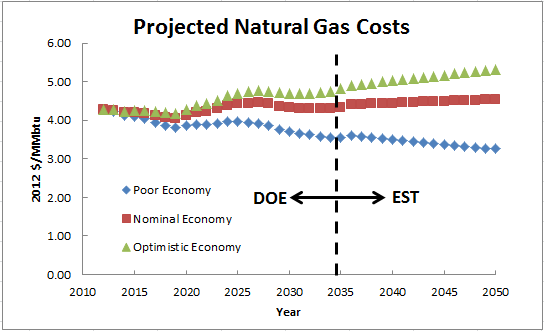 Projected Natural Gas Costs
6.00
5.00
4.00
3.00
2.00
1.00
0.00
2012 $/MMbtu
Poor Economy
Nominal Economy
Optimistic Economy
DOE
EST
2010 2015 2020 2025 2030 2035 2040 2045 2050
Year